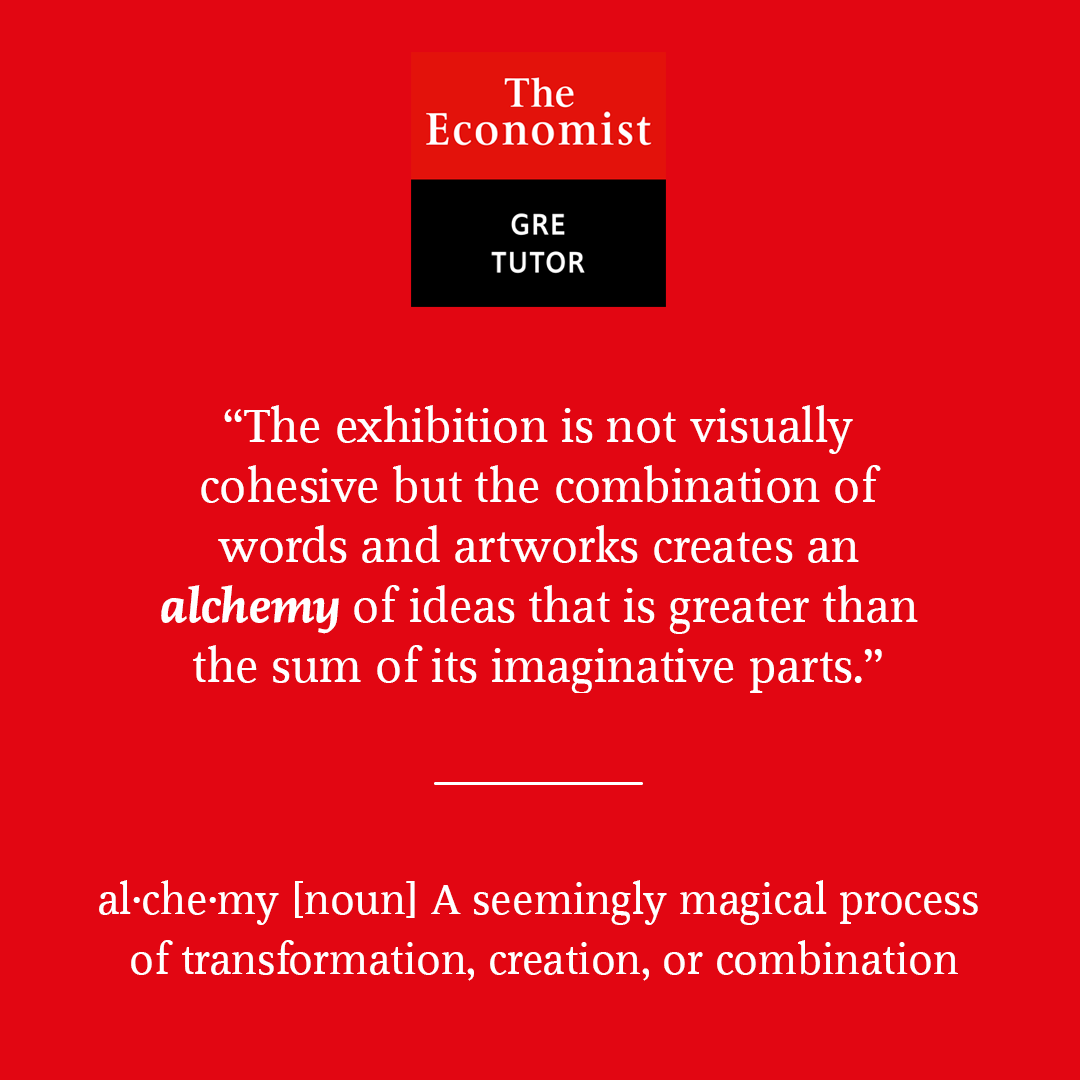 The
Economist
GRE
TUTOR
“The exhibition is not visually
cohesive but the combination of
words and artworks creates an
alchemy of ideas that is greater than
the sum of its imaginative parts.”
al·che·my [noun] A seemingly magical process
of transformation, creation, or combination